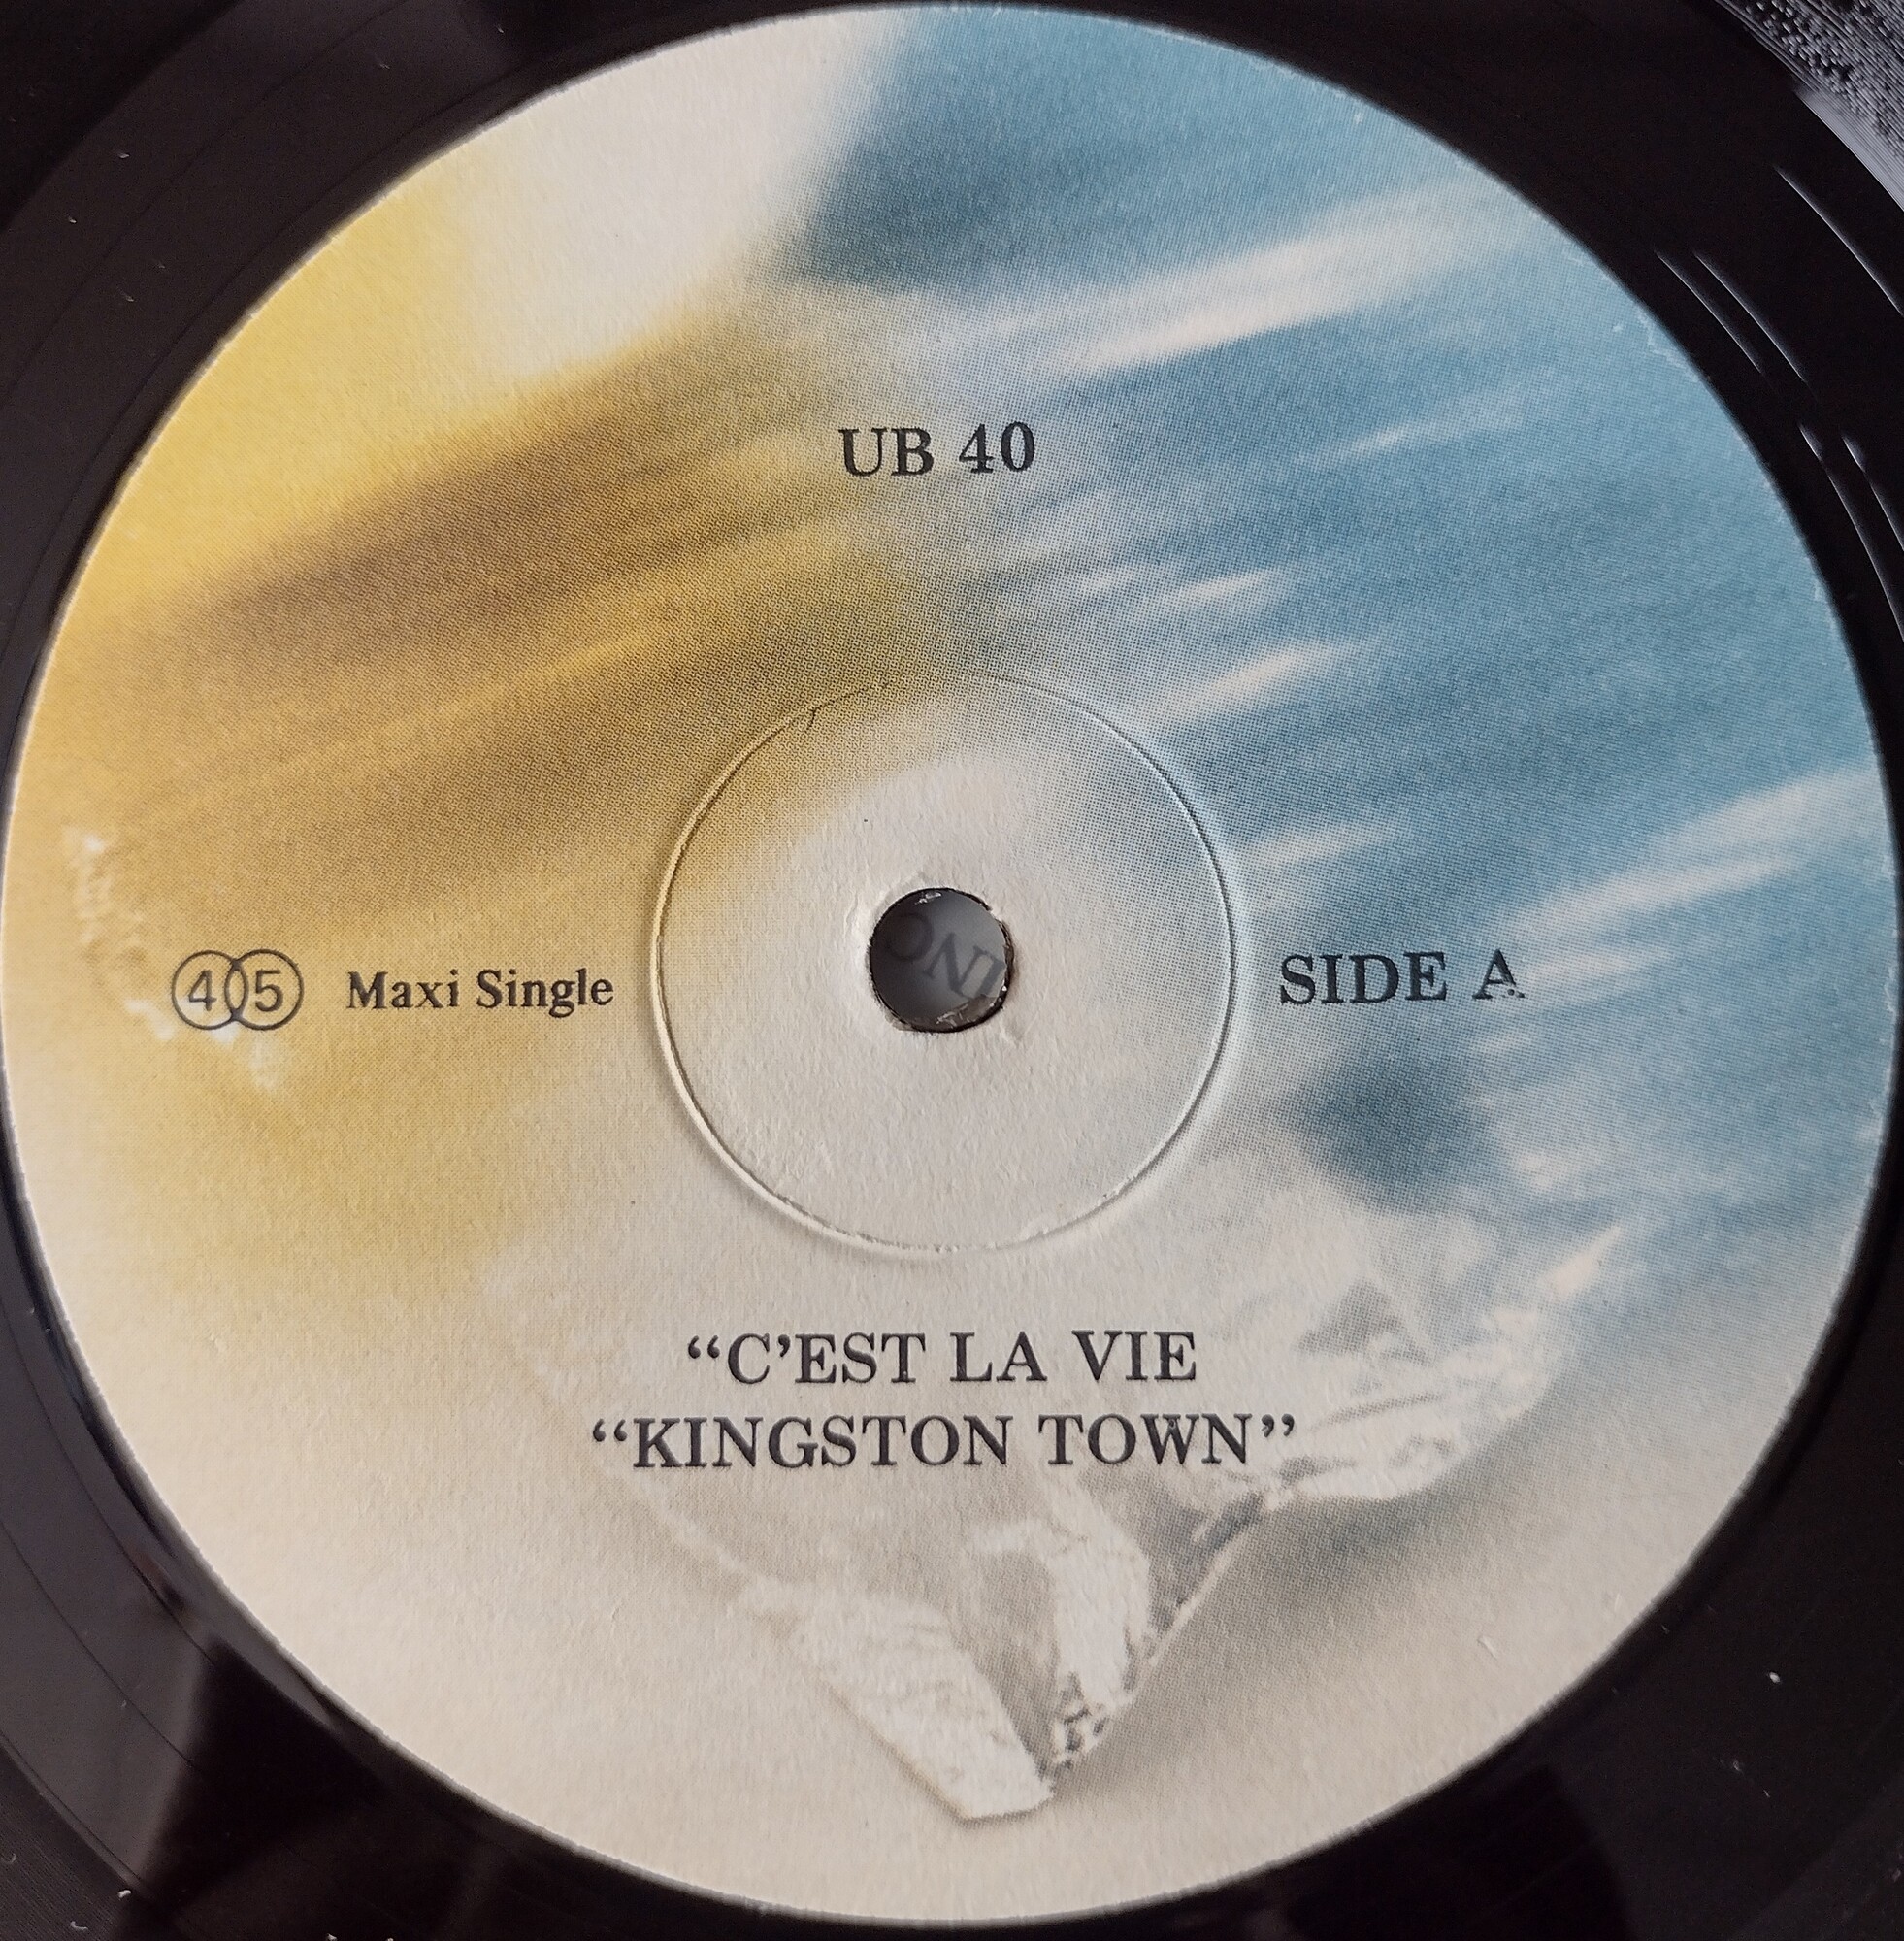 UB 40
45 Maxi Single
SIDE A
“C’EST LA VIE
“KINGSTON TOWN”